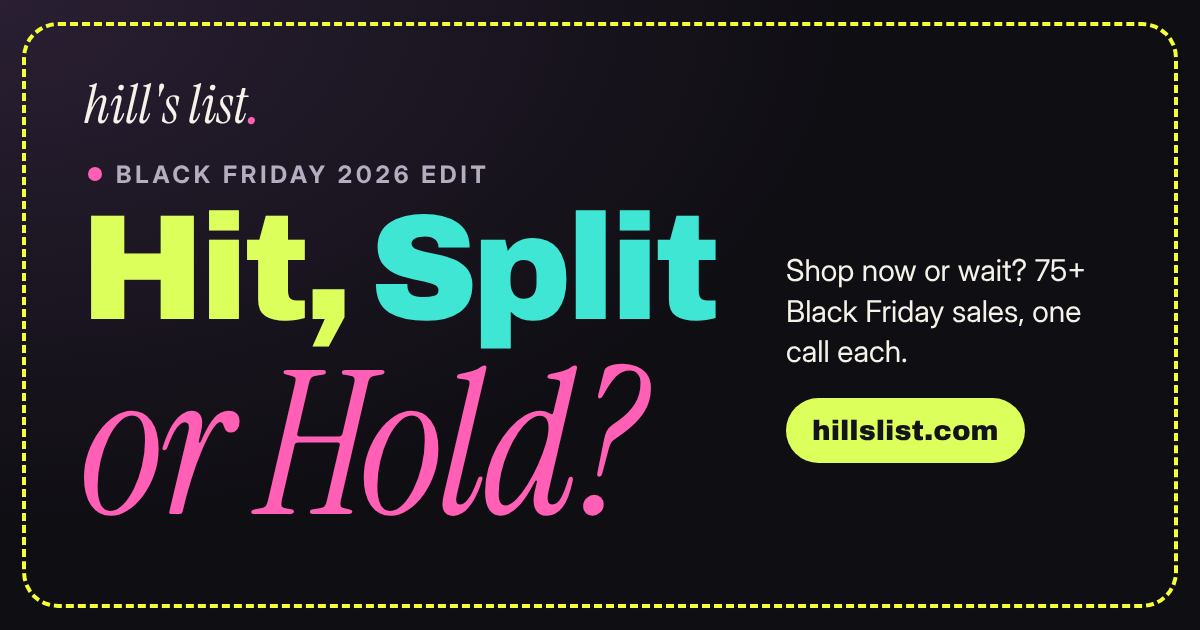 hill's list.
BLACK FRIDAY 2026 EDIT
Hit, Split
or Hold?
Shop now or wait? 75+
Black Friday sales, one
call each.
hillslist.com